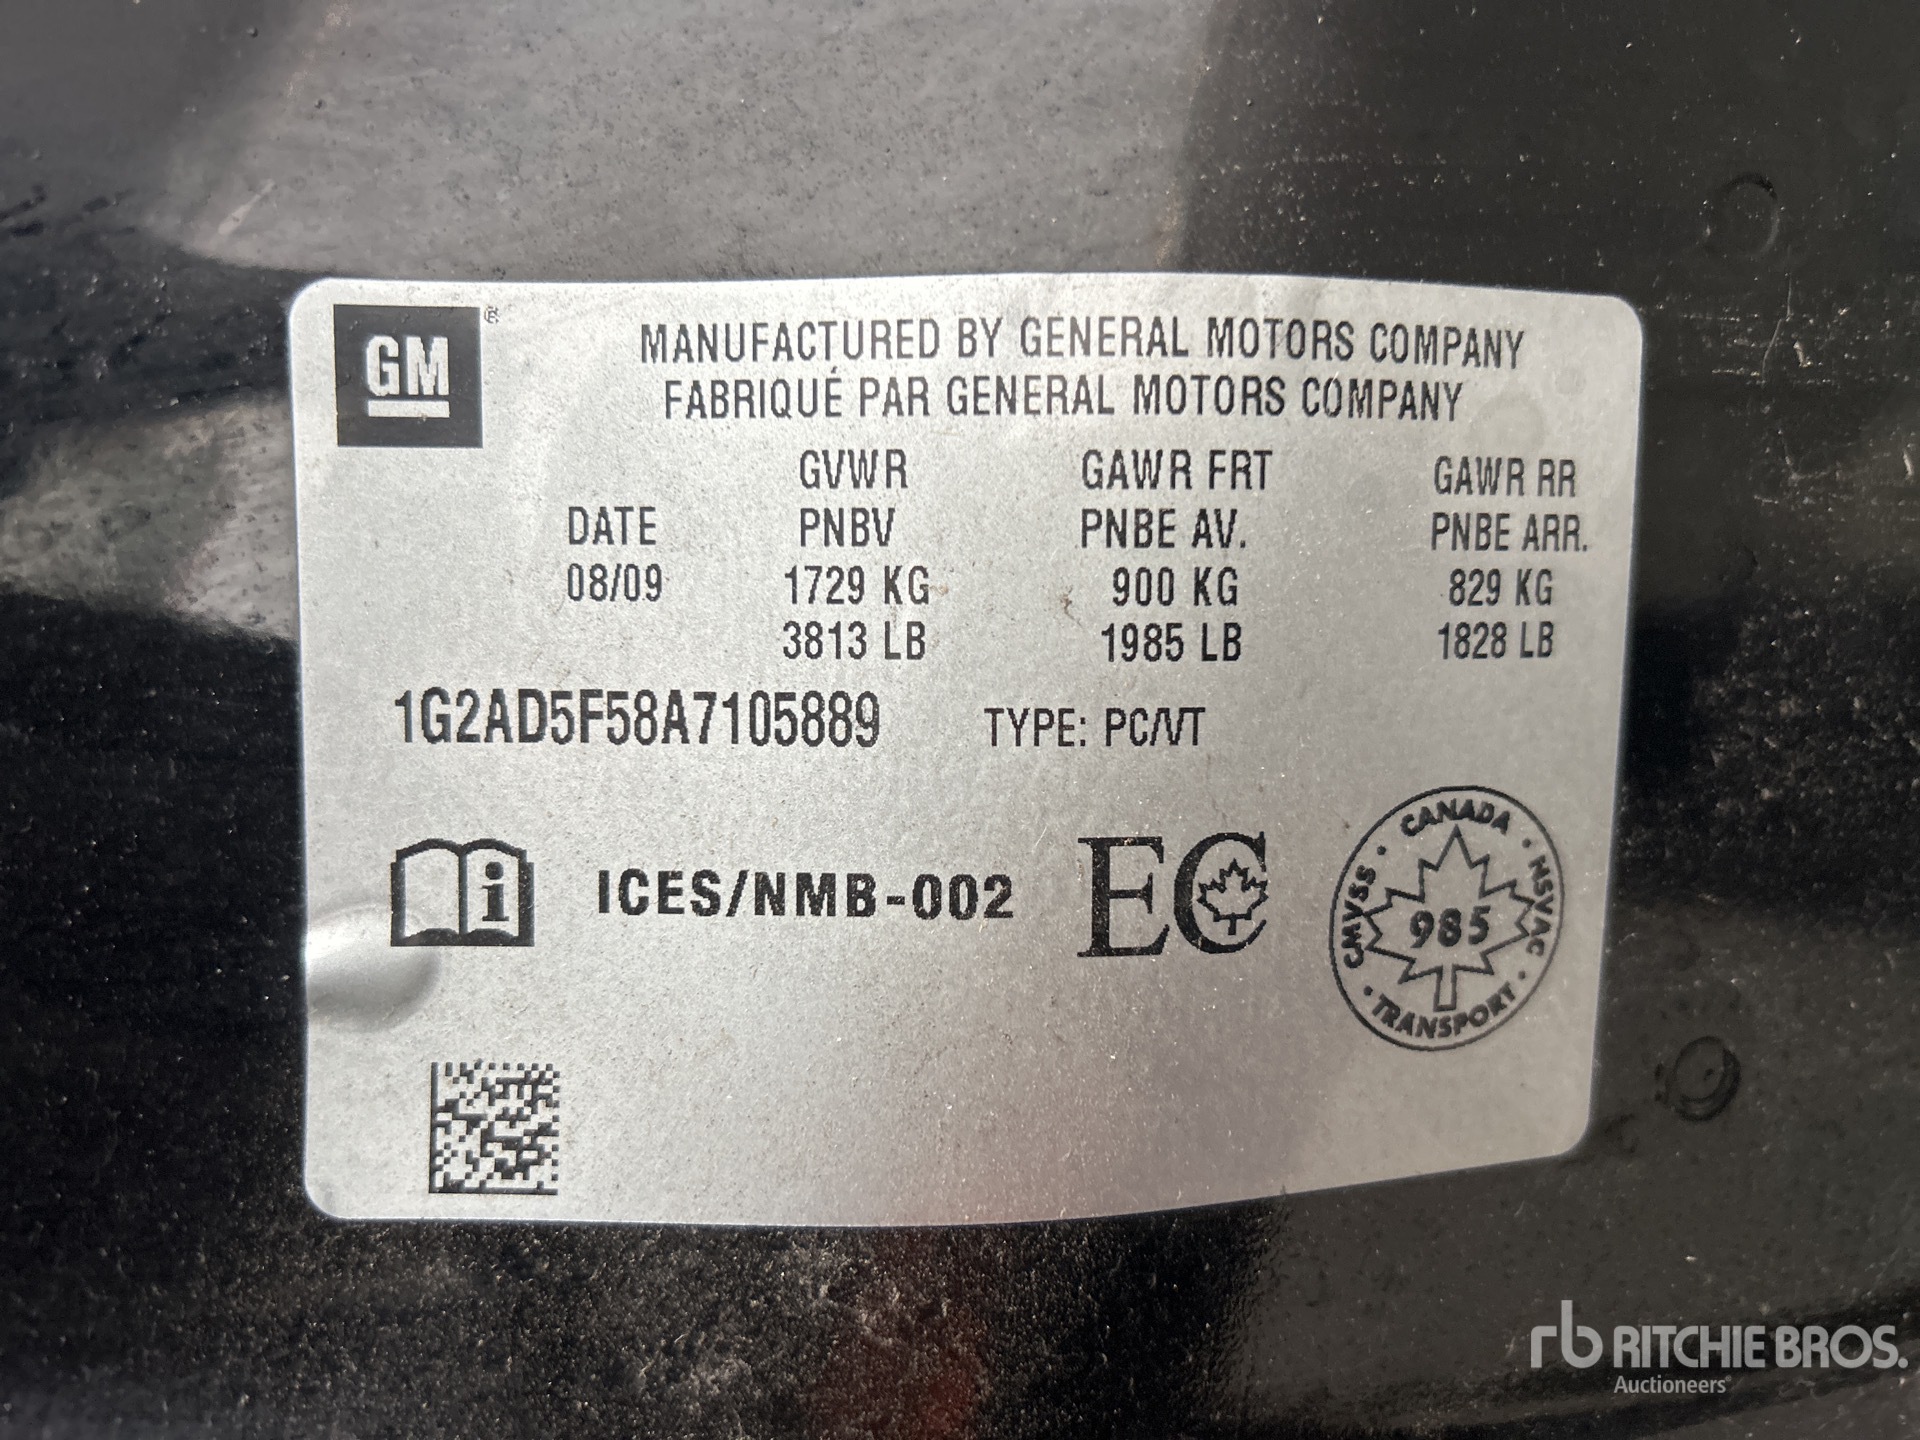 GM ®
MANUFACTURED BY GENERAL MOTORS COMPANY
FABRIQUÉ PAR GENERAL MOTORS COMPANY
GVWR GAWR FRT GAWR RR
DATE PNBV PNBE AV. PNBE ARR.
08/09 1729 KG 900 KG 829 KG
3813 LB 1985 LB 1828 LB
1G2AD5F58A7105889 TYPE: PC/VT
i ICES/NMB-002 EC
CANADA
CMVSS 985 NSVAC
TRANSPORT
rb RITCHIE BROS.
Auctioneers